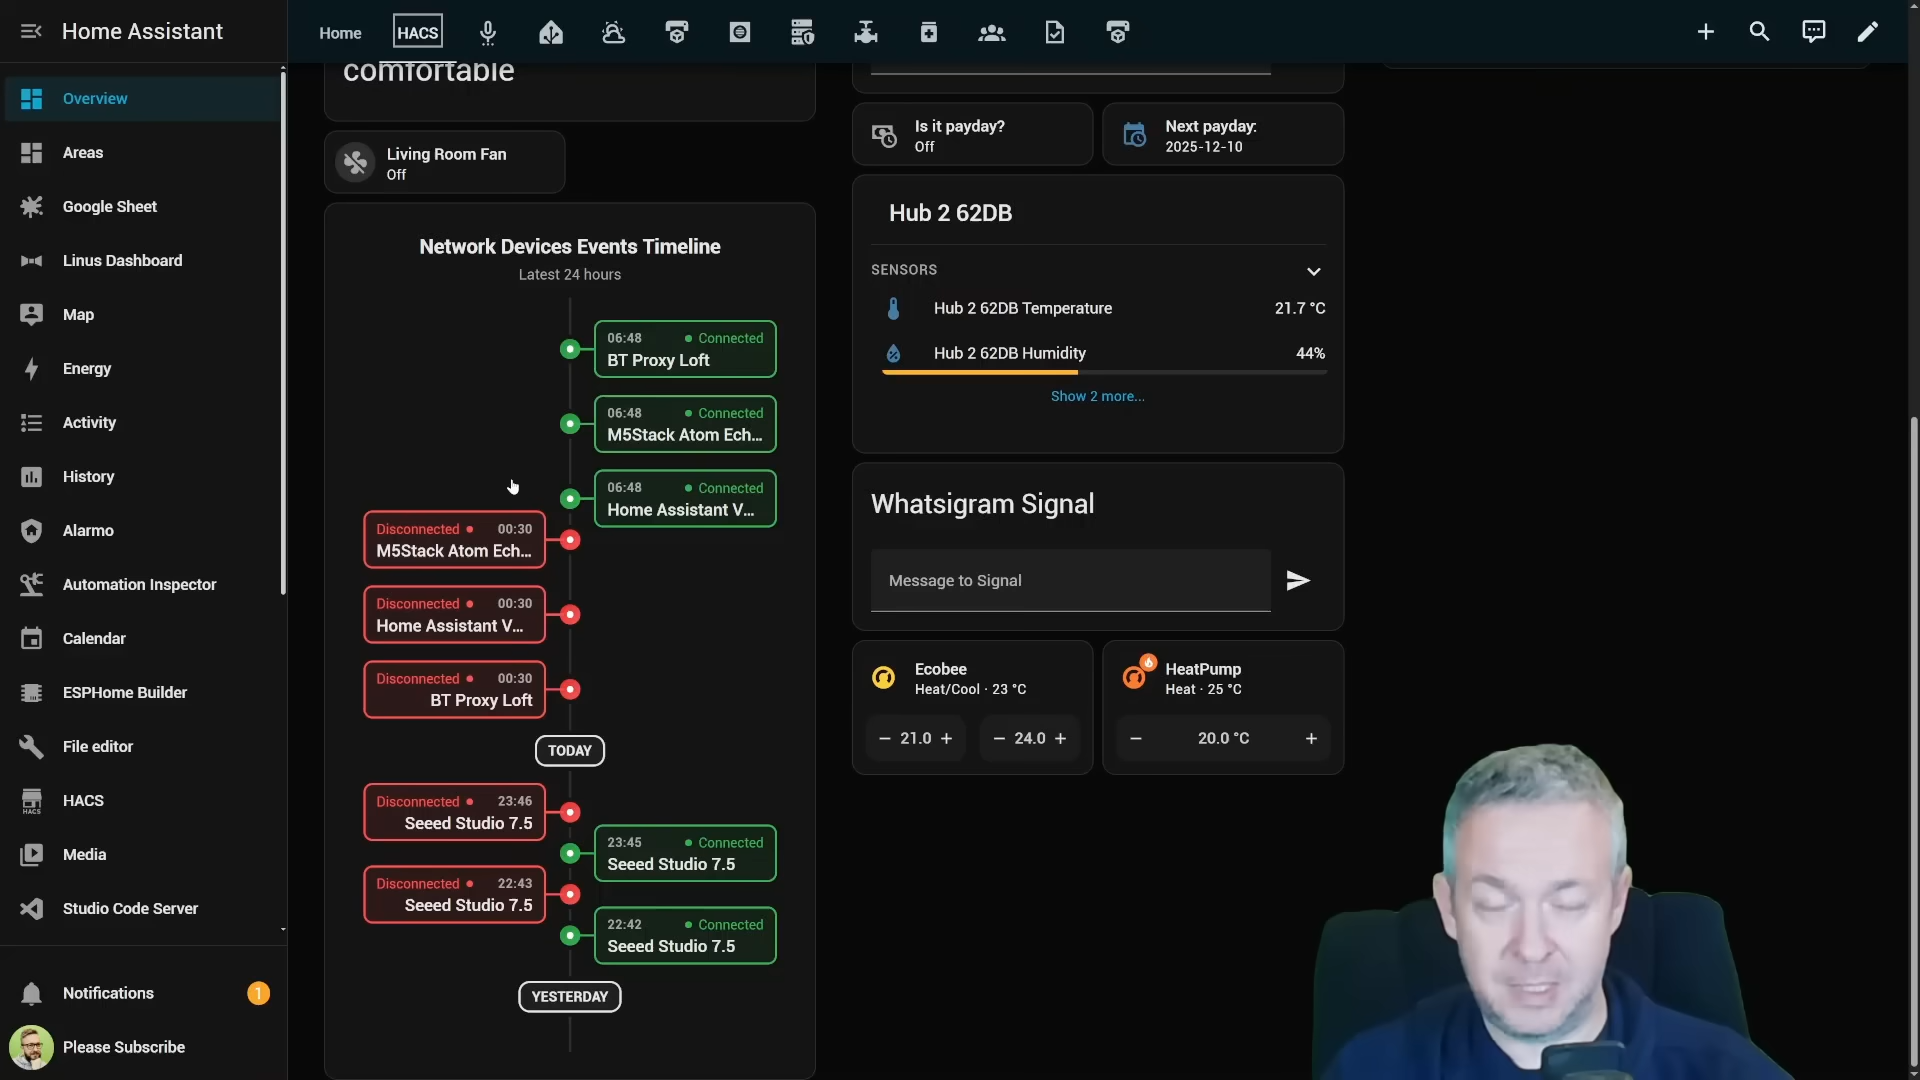 Home Assistant
Home
HACS
Overview
Areas
Google Sheet
Linus Dashboard
Map
Energy
Activity
History
Alarmo
Automation Inspector
Calendar
ESPHome Builder
File editor
HACS
HACS
Media
Studio Code Server
Notifications
1
Please Subscribe
comfortable
Living Room Fan
Off
Network Devices Events Timeline
Latest 24 hours
06:48 Connected
BT Proxy Loft
06:48 Connected
M5Stack Atom Ech...
06:48 Connected
Home Assistant V...
Disconnected 00:30
M5Stack Atom Ech...
Disconnected 00:30
Home Assistant V...
Disconnected 00:30
BT Proxy Loft
TODAY
Disconnected 23:46
Seeed Studio 7.5
23:45 Connected
Seeed Studio 7.5
Disconnected 22:43
Seeed Studio 7.5
22:42 Connected
Seeed Studio 7.5
YESTERDAY
Is it payday?
Off
Next payday:
2025-12-10
Hub 2 62DB
SENSORS
Hub 2 62DB Temperature 21.7 °C
Hub 2 62DB Humidity 44%
Show 2 more...
Whatsigram Signal
Message to Signal
Ecobee
Heat/Cool · 23 °C
− 21.0 + − 24.0 +
HeatPump
Heat · 25 °C
− 20.0 °C +